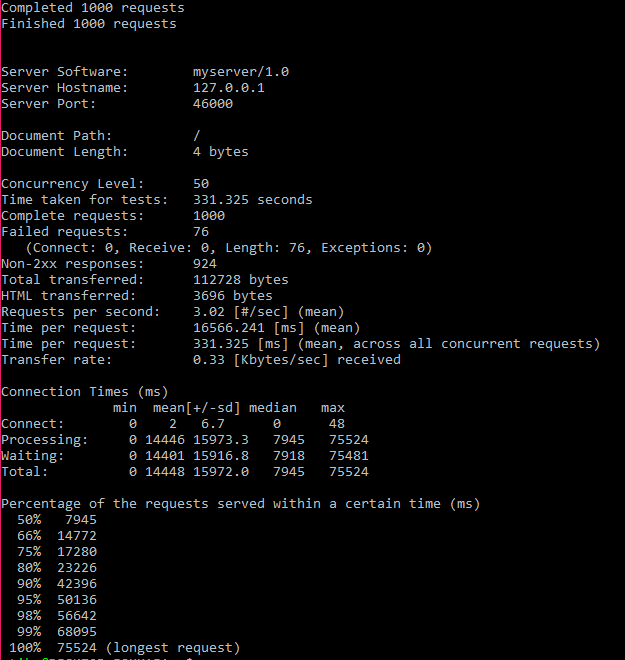 Completed 1000 requests
Finished 1000 requests
Server Software: myserver/1.0
Server Hostname: 127.0.0.1
Server Port: 46000
Document Path: /
Document Length: 4 bytes
Concurrency Level: 50
Time taken for tests: 331.325 seconds
Complete requests: 1000
Failed requests: 76
(Connect: 0, Receive: 0, Length: 76, Exceptions: 0)
Non-2xx responses: 924
Total transferred: 112728 bytes
HTML transferred: 3696 bytes
Requests per second: 3.02 [#/sec] (mean)
Time per request: 16566.241 [ms] (mean)
Time per request: 331.325 [ms] (mean, across all concurrent requests)
Transfer rate: 0.33 [Kbytes/sec] received
Connection Times (ms)
min mean[+/-sd] median max
Connect: 0 2 6.7 0 48
Processing: 0 14446 15973.3 7945 75524
Waiting: 0 14401 15916.8 7918 75481
Total: 0 14448 15972.0 7945 75524
Percentage of the requests served within a certain time (ms)
50% 7945
66% 14772
75% 17280
80% 23226
90% 42396
95% 50136
98% 56642
99% 68095
100% 75524 (longest request)